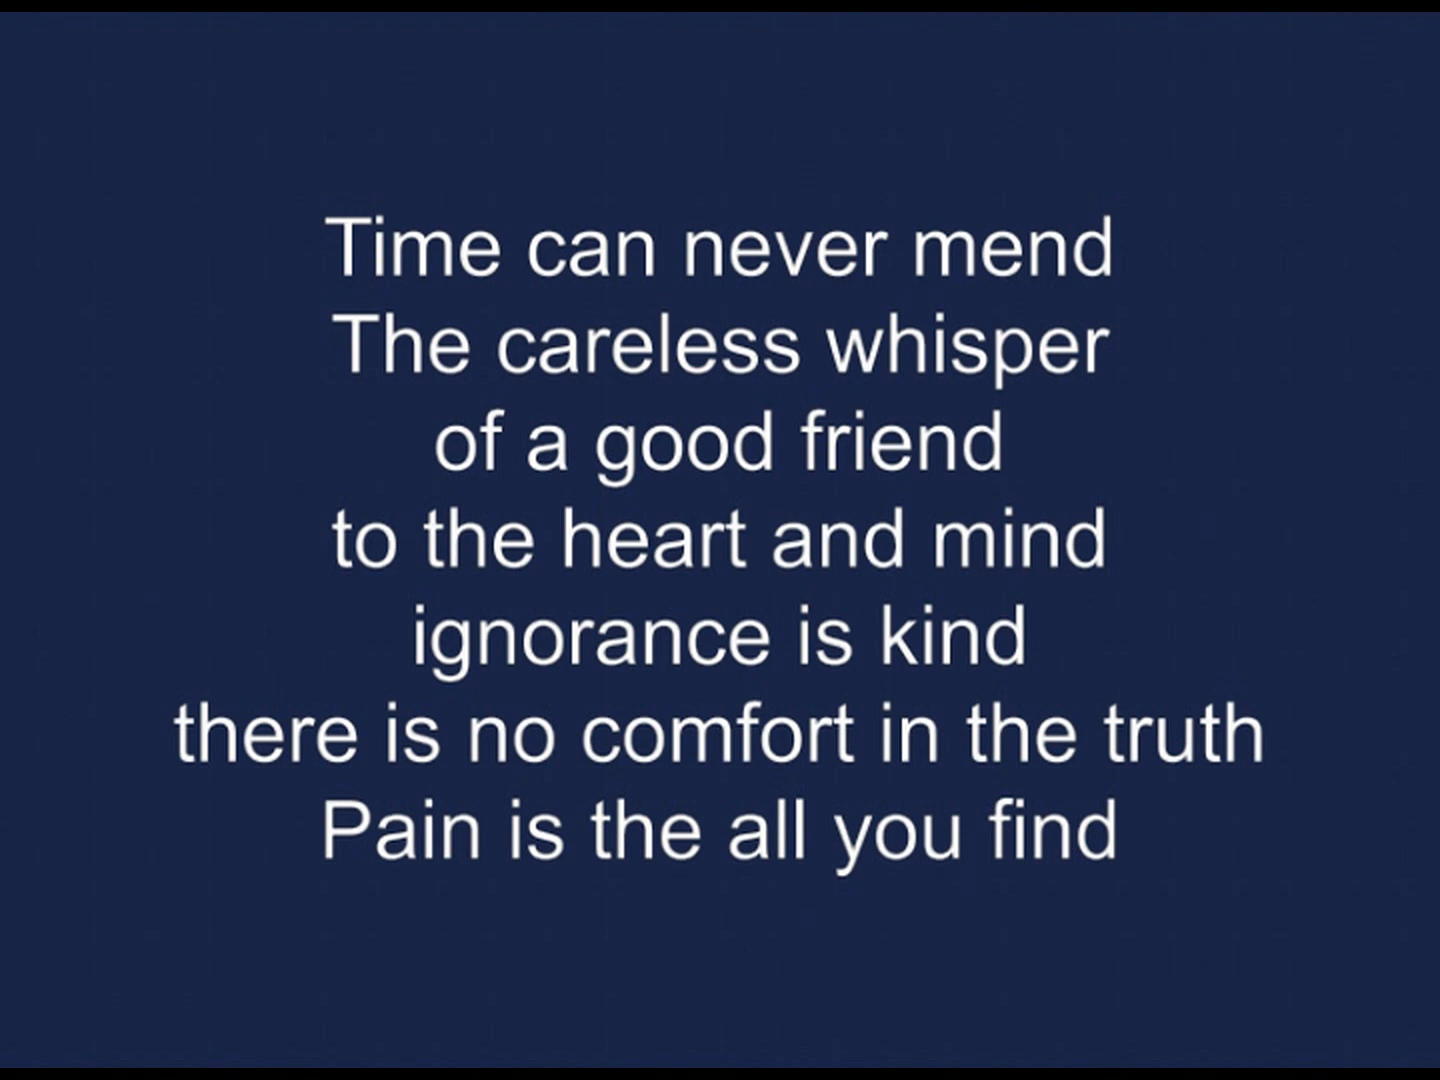 Time can never mend
The careless whisper
of a good friend
to the heart and mind
ignorance is kind
there is no comfort in the truth
Pain is the all you find